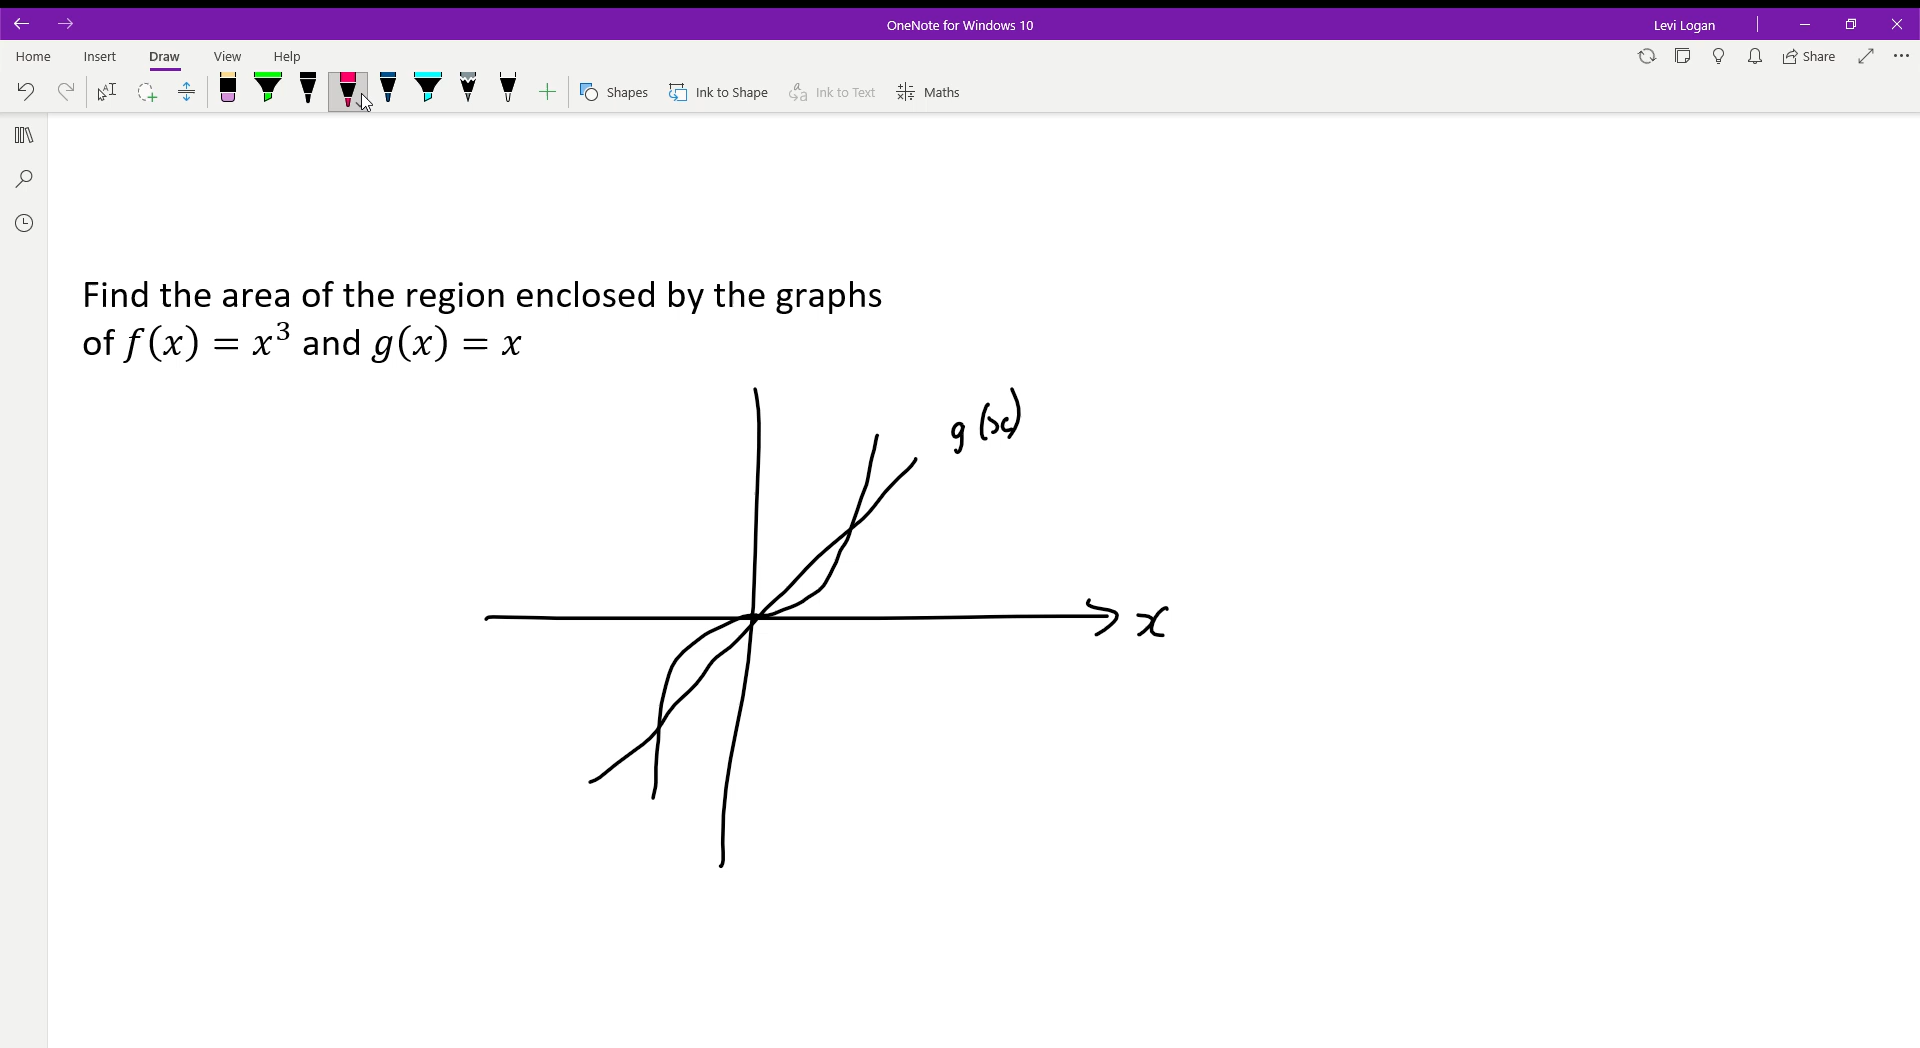 OneNote for Windows 10
Levi Logan
Home Insert Draw View Help
Share
Shapes Ink to Shape Ink to Text Maths
Find the area of the region enclosed by the graphs
of f(x) = x³ and g(x) = x
g(x)
x